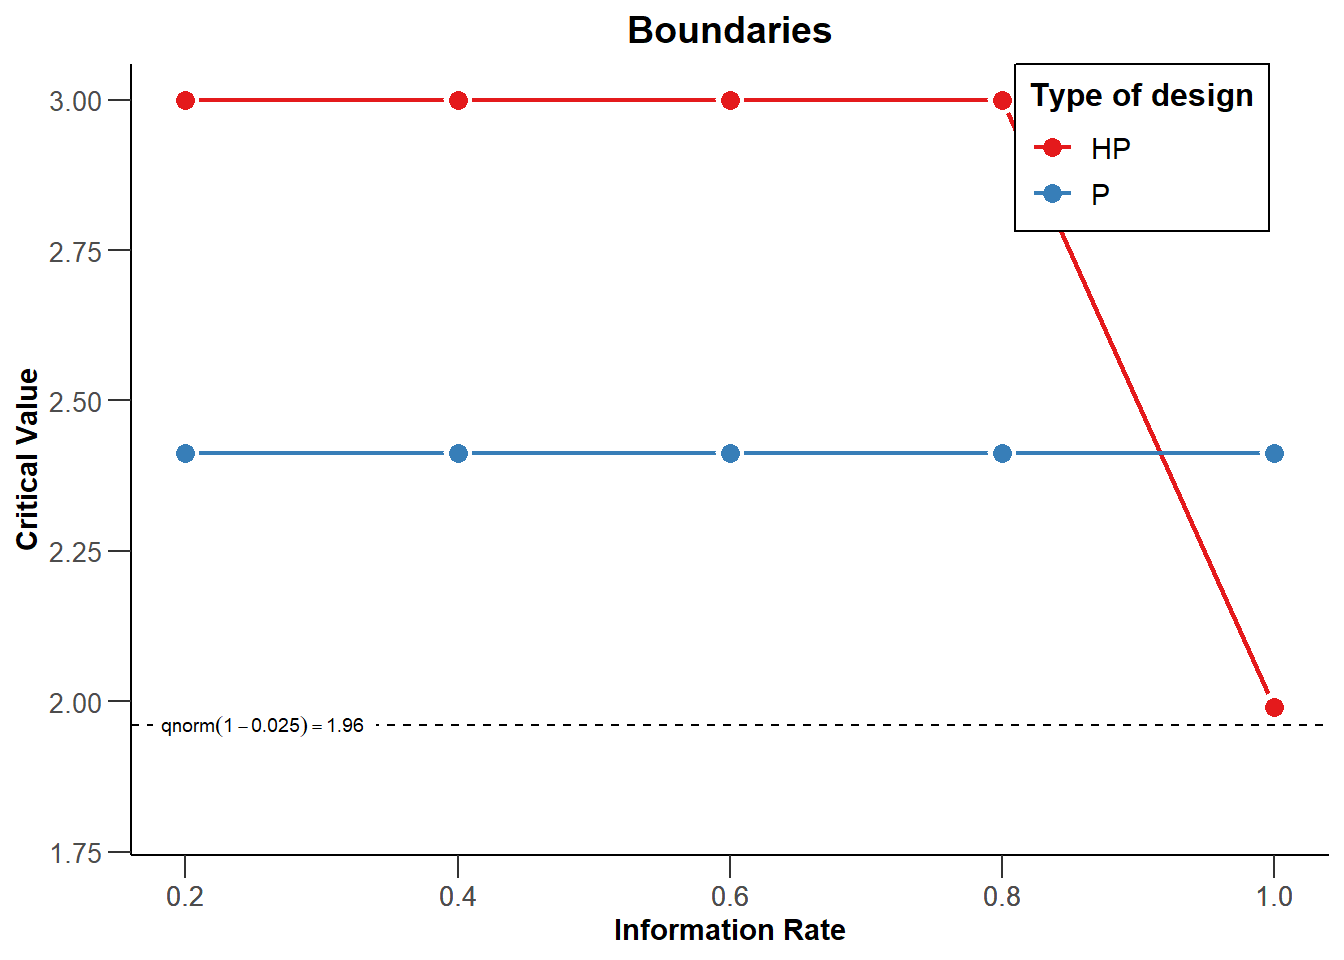 Boundaries
Type of design
HP
P
Critical Value
3.00
2.75
2.50
2.25
2.00
1.75
qnorm(1 − 0.025) = 1.96
0.2
0.4
0.6
0.8
1.0
Information Rate